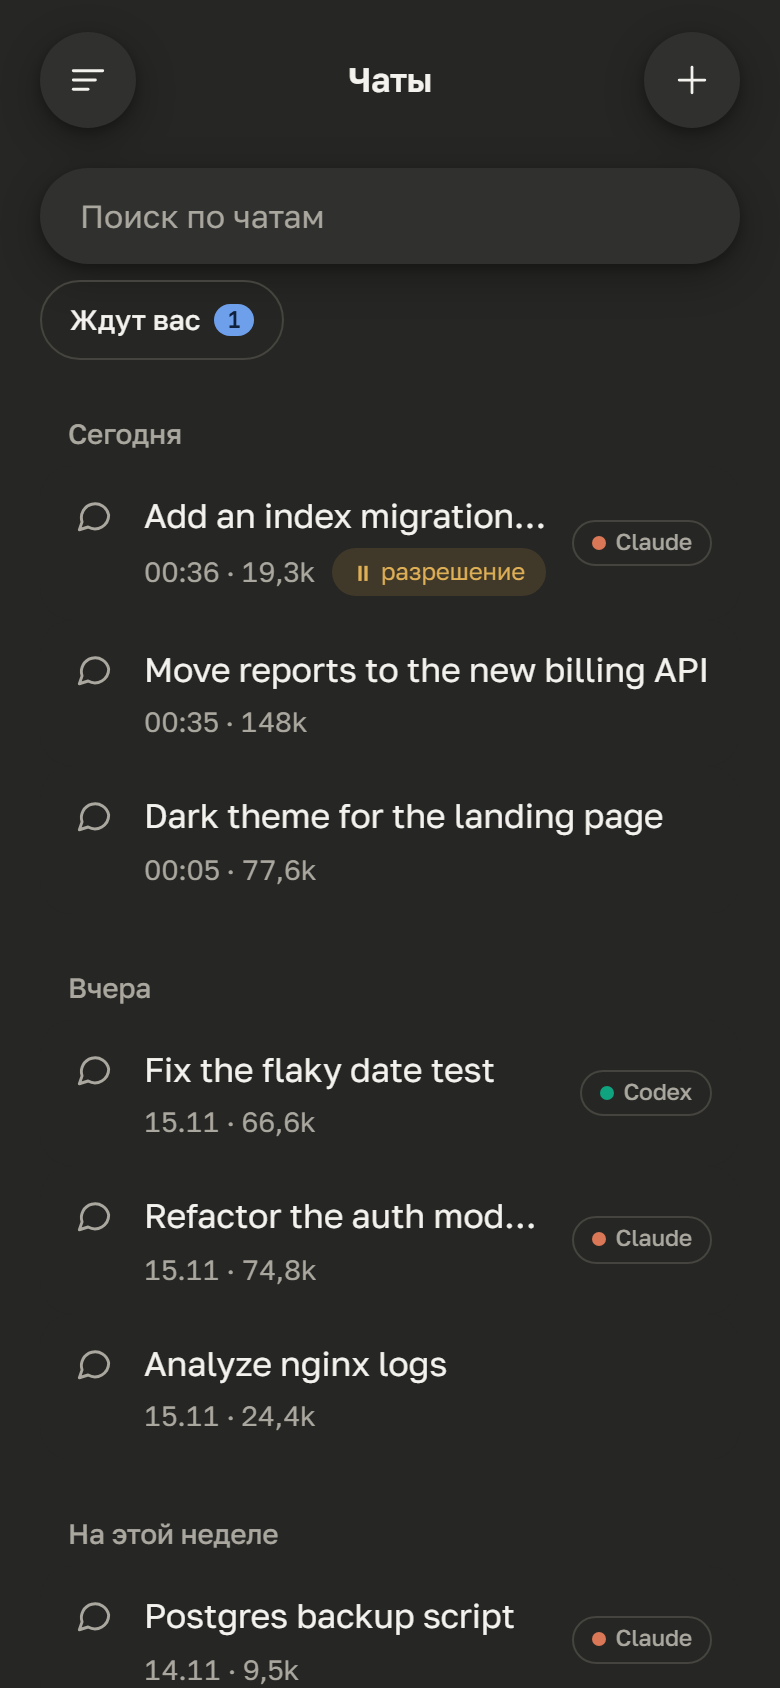 Чаты
Поиск по чатам
Ждут вас 1
Сегодня
Add an index migration...
Claude
00:36 · 19,3k разрешение
Move reports to the new billing API
00:35 · 148k
Dark theme for the landing page
00:05 · 77,6k
Вчера
Fix the flaky date test
Codex
15.11 · 66,6k
Refactor the auth mod...
Claude
15.11 · 74,8k
Analyze nginx logs
15.11 · 24,4k
На этой неделе
Postgres backup script
Claude
14.11 · 9,5k